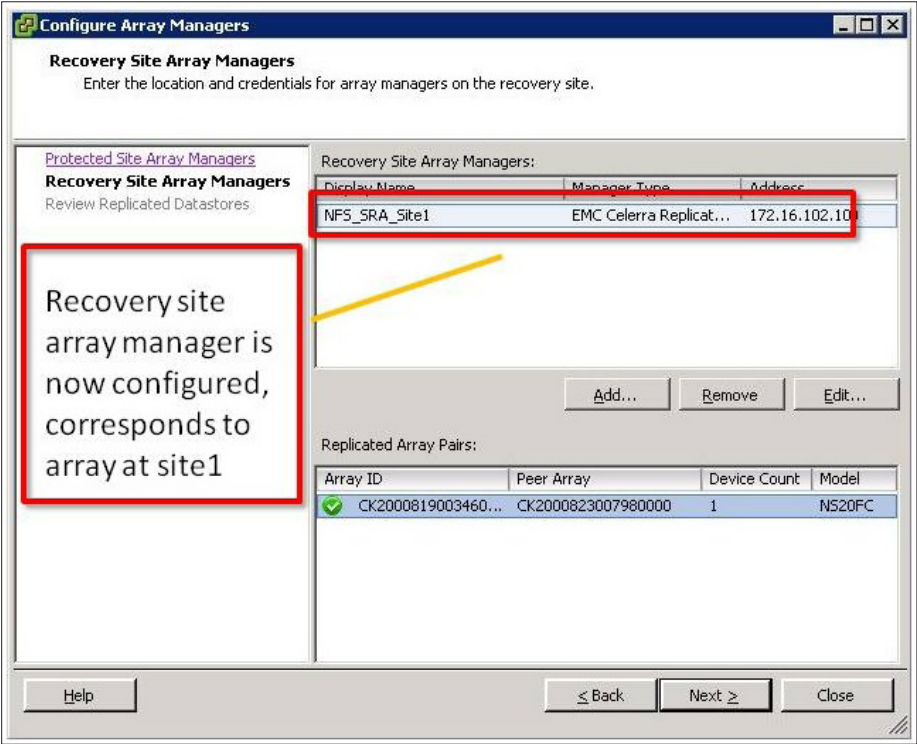 Configure Array Managers
Recovery Site Array Managers
Enter the location and credentials for array managers on the recovery site.
Protected Site Array Managers
Recovery Site Array Managers
Review Replicated Datastores
Recovery site
array manager is
now configured,
corresponds to
array at site1
Recovery Site Array Managers:
Display Name Manager Type Address
NFS_SRA_Site1 EMC Celerra Replicat... 172.16.102.10
Add... Remove Edit...
Replicated Array Pairs:
Array ID Peer Array Device Count Model
CK2000819003460... CK2000823007980000 1 NS20FC
Help < Back Next > Close